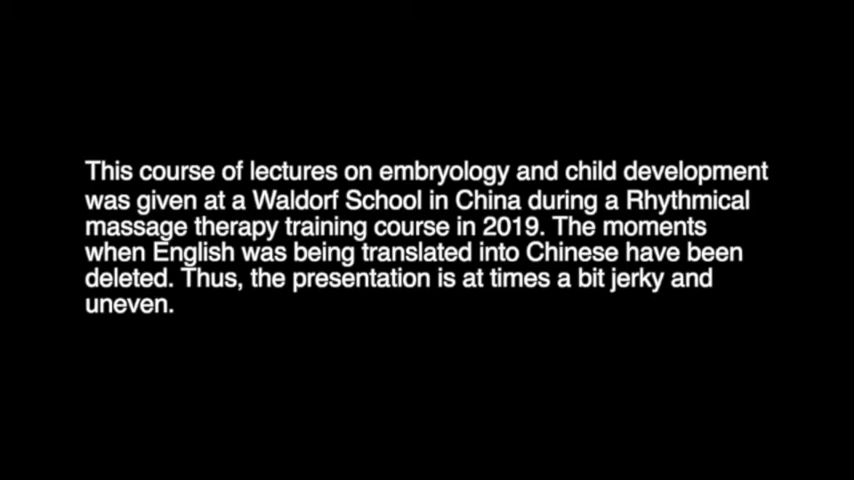 This course of lectures on embryology and child development
was given at a Waldorf School in China during a Rhythmical
massage therapy training course in 2019. The moments
when English was being translated into Chinese have been
deleted. Thus, the presentation is at times a bit jerky and
uneven.